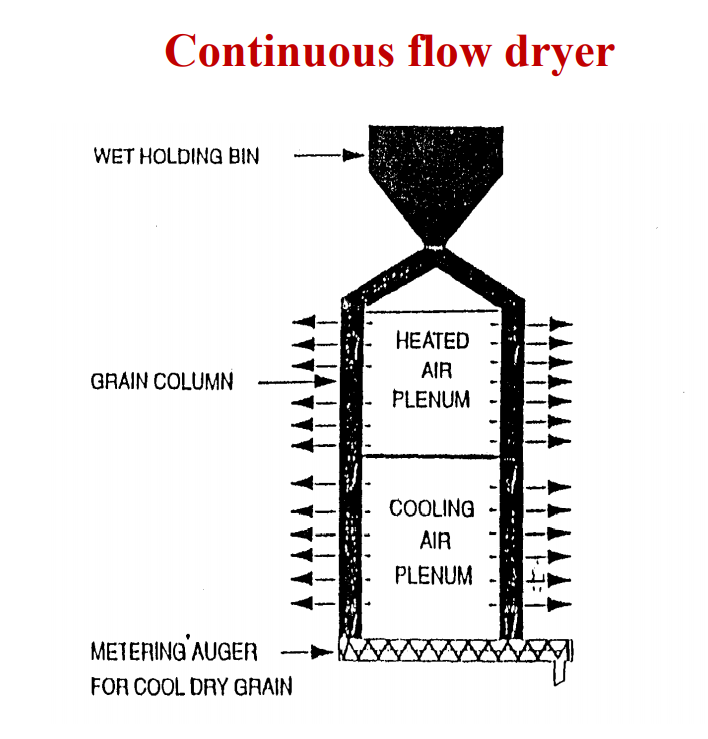 Continuous flow dryer
WET HOLDING BIN
HEATED
AIR
PLENUM
GRAIN COLUMN
COOLING
AIR
PLENUM
METERING AUGER
FOR COOL DRY GRAIN